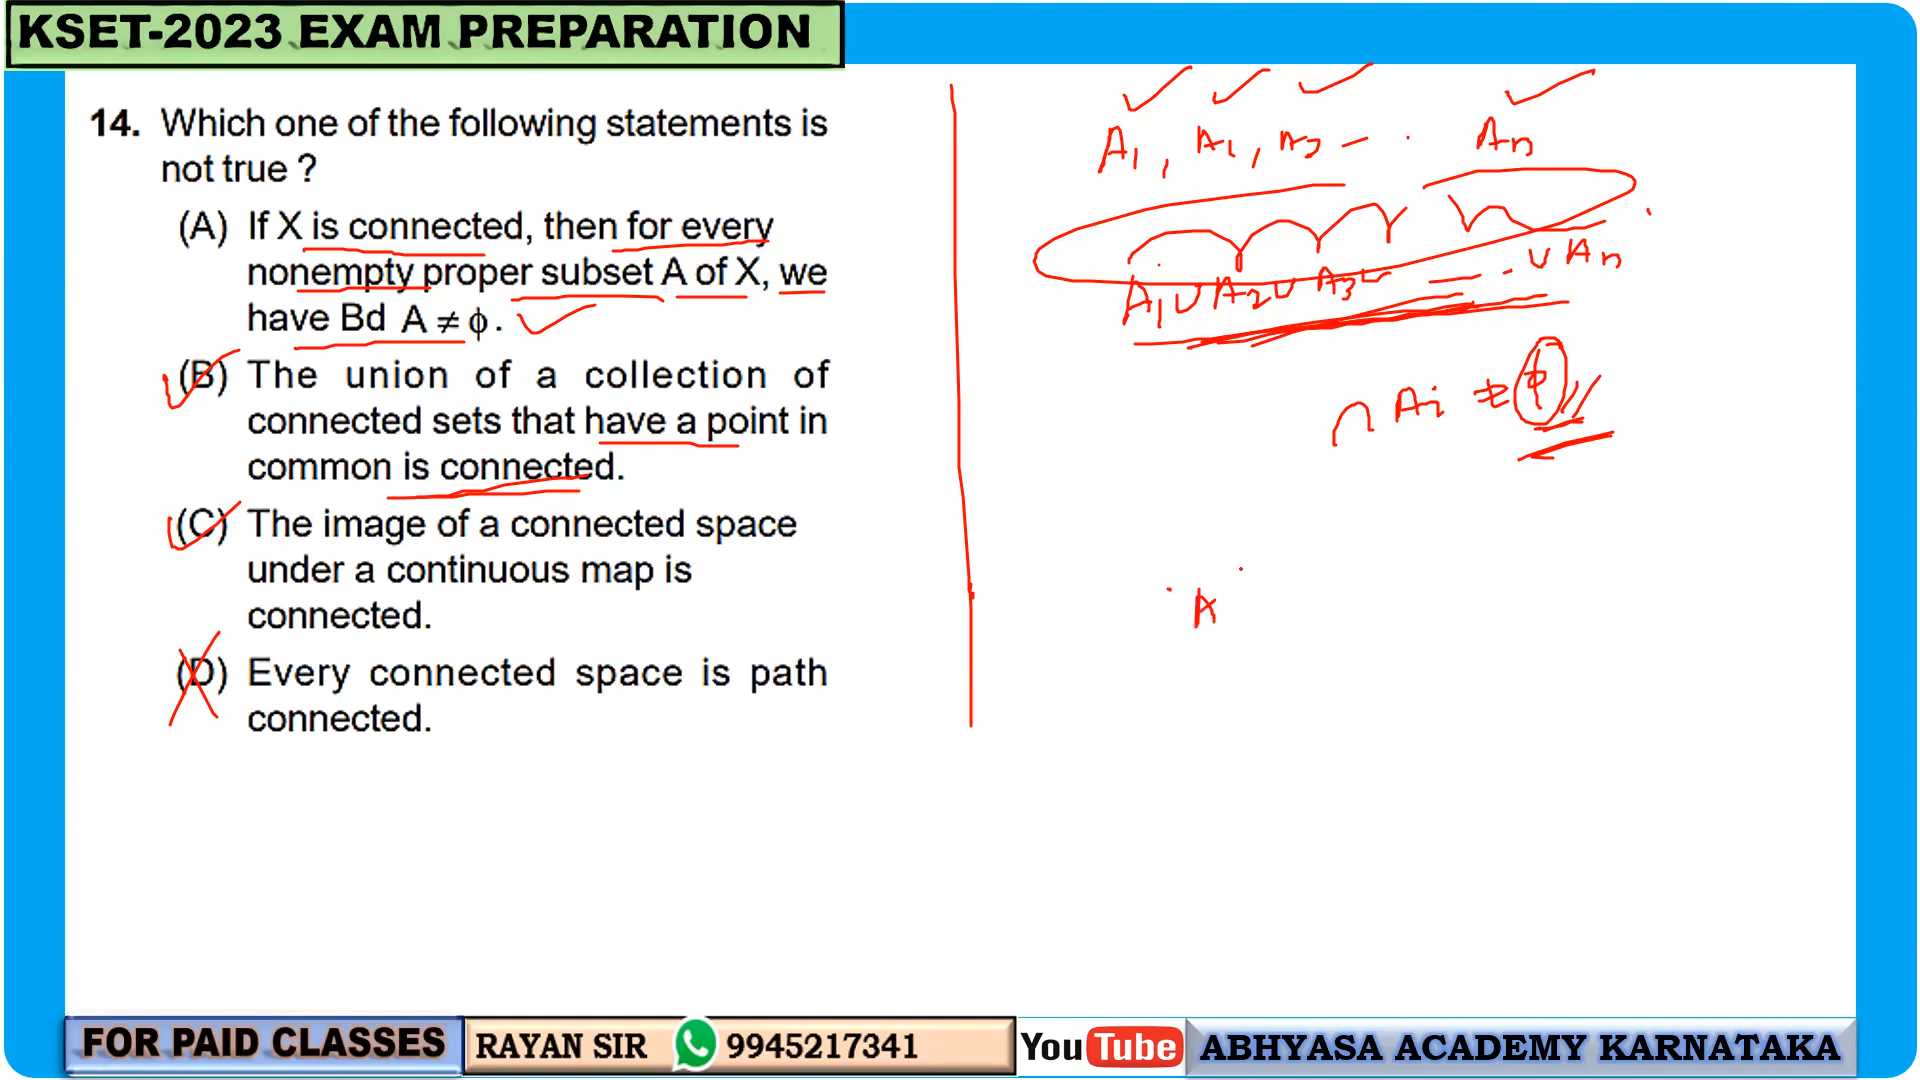 KSET-2023 EXAM PREPARATION
14. Which one of the following statements is
not true ?
(A) If X is connected, then for every
nonempty proper subset A of X, we
have Bd A ≠ ϕ.
(B) The union of a collection of
connected sets that have a point in
common is connected.
(C) The image of a connected space
under a continuous map is
connected.
(D) Every connected space is path
connected.
A1, A2, A3 - . An
A1 ∪ A2 ∪ A3 ∪ - - . ∪ An
∩ Ai ≠ ϕ
A
FOR PAID CLASSES
RAYAN SIR 9945217341
YouTube ABHYASA ACADEMY KARNATAKA